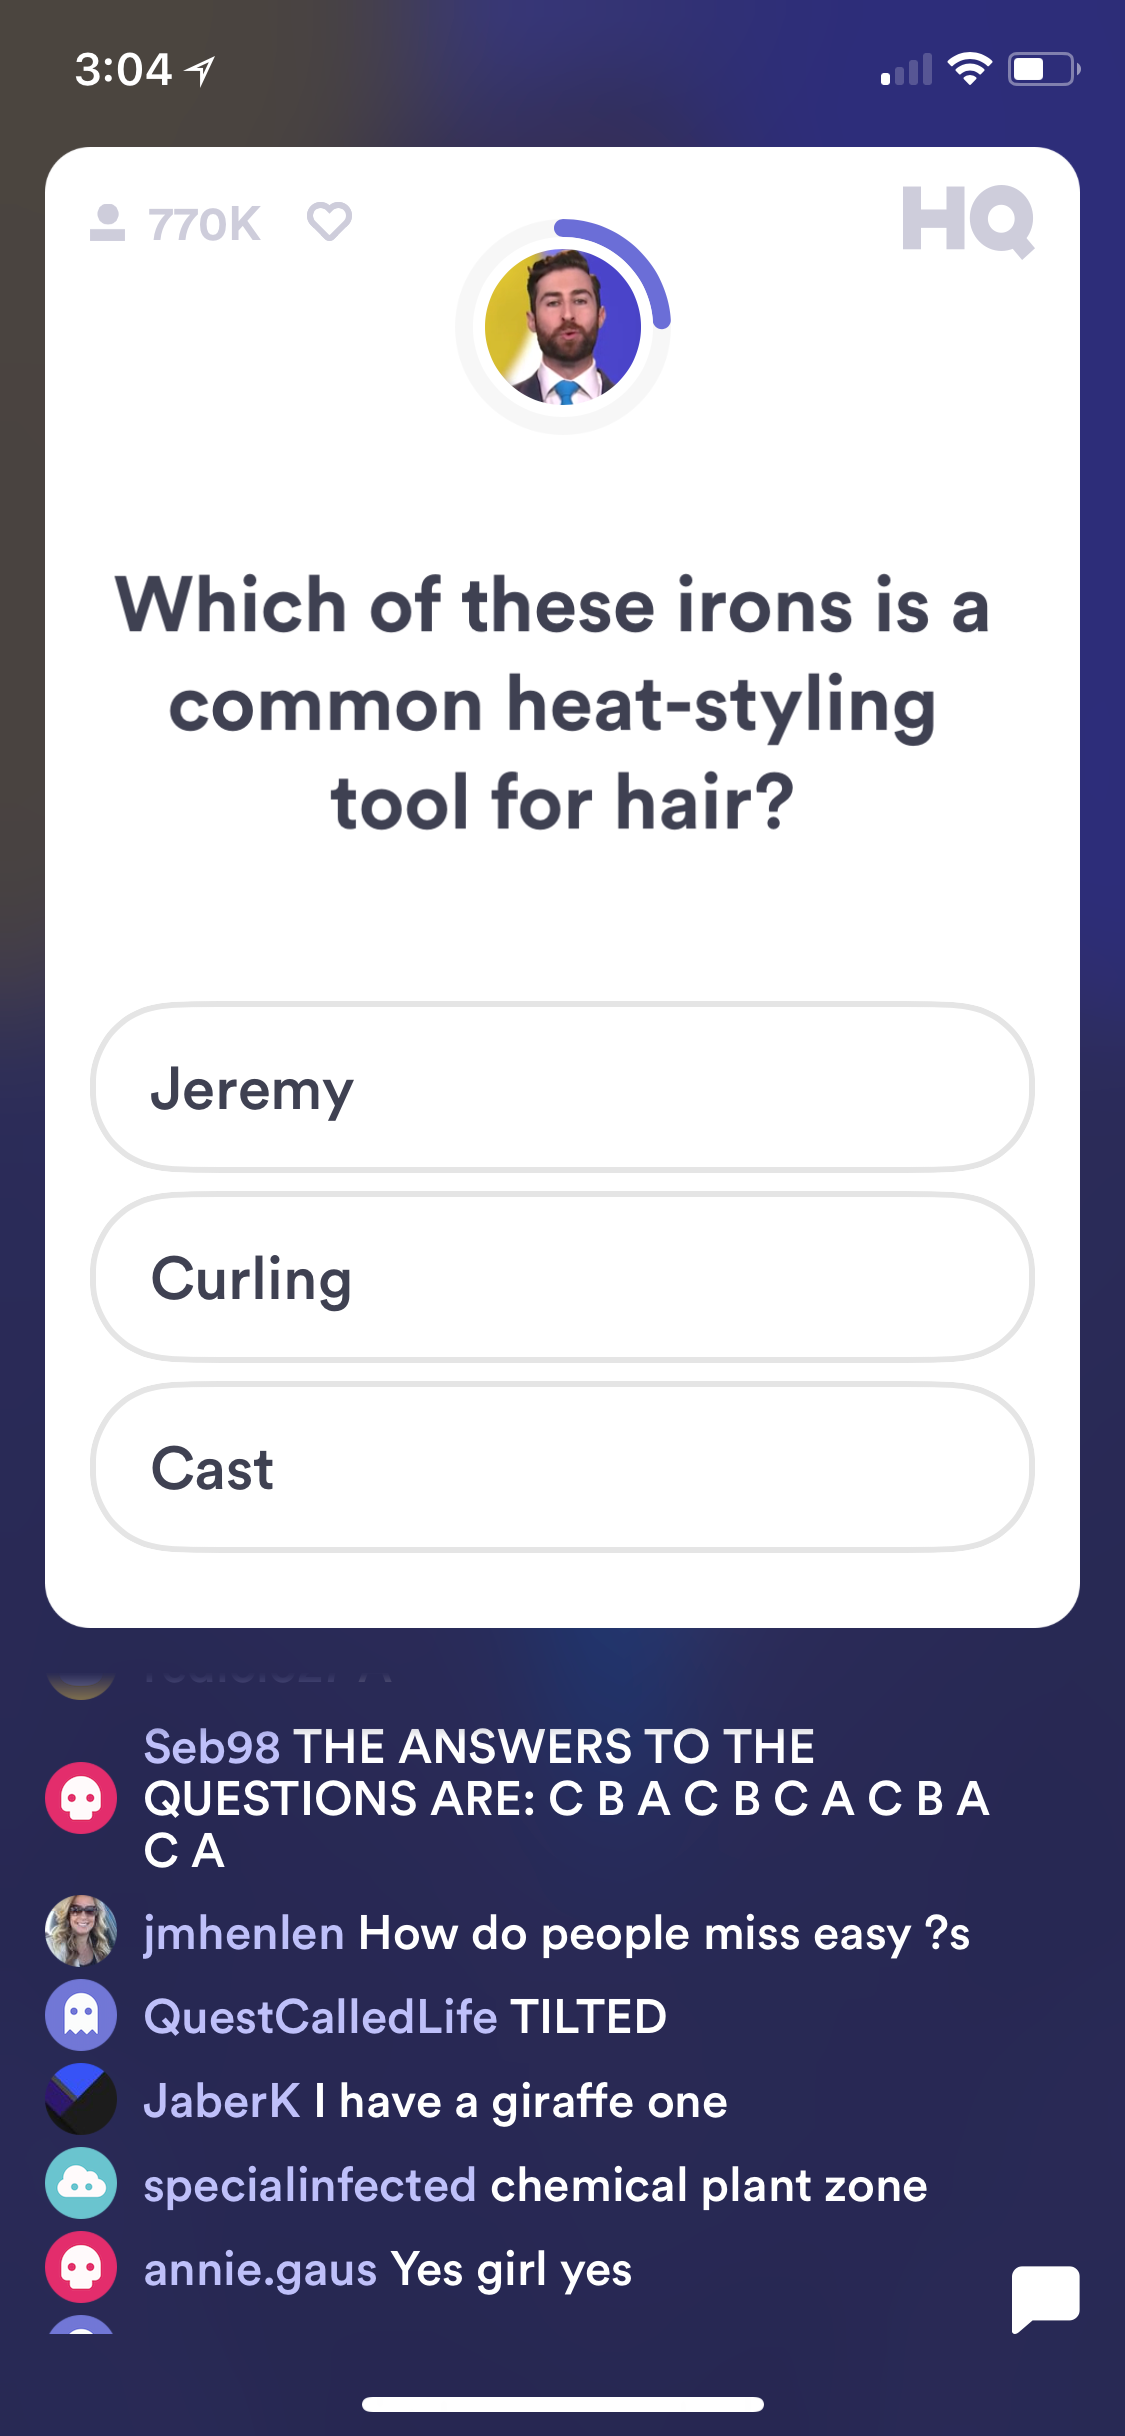 3:04
770K
HQ
Which of these irons is a
common heat-styling
tool for hair?
Jeremy
Curling
Cast
Seb98 THE ANSWERS TO THE
QUESTIONS ARE: C B A C B C A C B A
C A
jmhenlen How do people miss easy ?s
QuestCalledLife TILTED
JaberK I have a giraffe one
specialinfected chemical plant zone
annie.gaus Yes girl yes